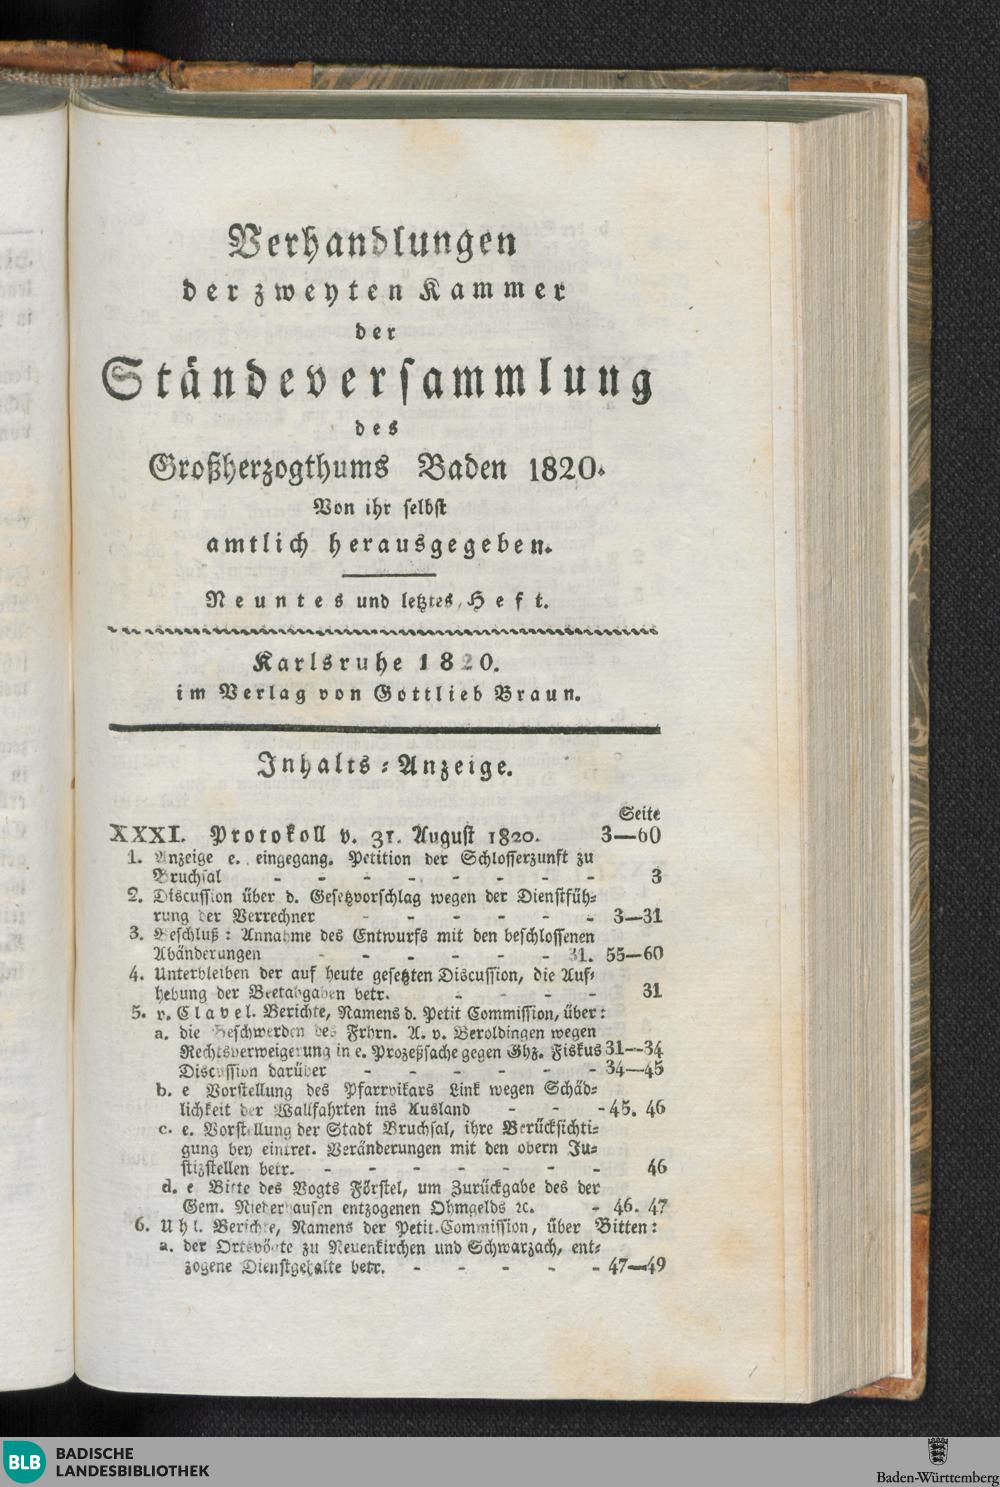 Verhandlungen
der zweyten Kammer
der
Ständeversammlung
des
Großherzogthums Baden 1820.
Von ihr selbst
amtlich herausgegeben.
Neuntes und letztes Heft.
Karlsruhe 1820.
im Verlag von Gottlieb Braun.
Inhalts-Anzeige.
Seite
XXXI. Protokoll v. 31. August 1820. 3—60
1. Anzeige e. eingegang. Petition der Schlosserzunft zu
Bruchsal - - - - - - - - 3
2. Discussion über d. Gesetzvorschlag wegen der Dienstfüh-
rung der Verrechner - - - - - - 3—31
3. Beschluß: Annahme des Entwurfs mit den beschlossenen
Abänderungen - - - - - - 31. 55—60
4. Unterbleiben der auf heute gesetzten Discussion, die Auf-
hebung der Beetabgaben betr. - - - - 31
5. v. Clavel. Berichte, Namens d. Petit Commission, über:
a. die Beschwerden des Frhrn. A. v. Beroldingen wegen
Rechtsverweigerung in e. Prozeßsache gegen Ghz. Fiskus 31—34
Discussion darüber - - - - - - 34—45
b. e Vorstellung des Pfarrvikars Link wegen Schäd-
lichkeit der Wallfahrten ins Ausland - - - 45. 46
c. e. Vorstellung der Stadt Bruchsal, ihre Berücksichti-
gung bey eintret. Veränderungen mit den obern Ju-
stizstellen betr. - - - - - - - 46
d. e Bitte des Vogts Förstel, um Zurückgabe des der
Gem. Niederhausen entzogenen Ohmgelds ꝛc. - 46. 47
6. Uhl. Berichte, Namens der Petit.Commission, über Bitten:
a. der Ortsvögte zu Neuenkirchen und Schwarzach, ent-
zogene Dienstgehalte betr. - - - - - 47—49
BLB BADISCHE
LANDESBIBLIOTHEK
Baden-Württemberg